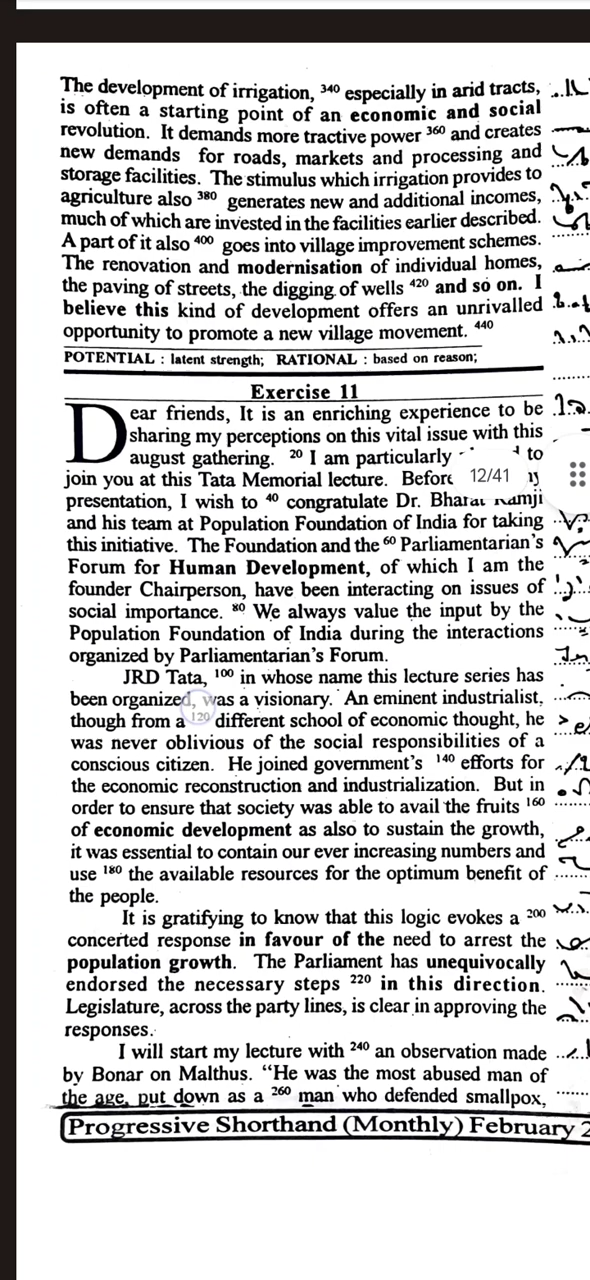 The development of irrigation, 340 especially in arid tracts,
is often a starting point of an economic and social
revolution. It demands more tractive power 360 and creates
new demands for roads, markets and processing and
storage facilities. The stimulus which irrigation provides to
agriculture also 380 generates new and additional incomes,
much of which are invested in the facilities earlier described.
A part of it also 400 goes into village improvement schemes.
The renovation and modernisation of individual homes,
the paving of streets, the digging of wells 420 and so on. I
believe this kind of development offers an unrivalled
opportunity to promote a new village movement. 440
POTENTIAL : latent strength; RATIONAL : based on reason;
Exercise 11
Dear friends, It is an enriching experience to be
sharing my perceptions on this vital issue with this
august gathering. 20 I am particularly to
join you at this Tata Memorial lecture. Before
12/41
presentation, I wish to 40 congratulate Dr. Bharat Ramji
and his team at Population Foundation of India for taking
this initiative. The Foundation and the 60 Parliamentarian's
Forum for Human Development, of which I am the
founder Chairperson, have been interacting on issues of
social importance. 80 We always value the input by the
Population Foundation of India during the interactions
organized by Parliamentarian's Forum.
JRD Tata, 100 in whose name this lecture series has
been organized, was a visionary. An eminent industrialist,
though from a 120 different school of economic thought, he
was never oblivious of the social responsibilities of a
conscious citizen. He joined government's 140 efforts for
the economic reconstruction and industrialization. But in
order to ensure that society was able to avail the fruits 160
of economic development as also to sustain the growth,
it was essential to contain our ever increasing numbers and
use 180 the available resources for the optimum benefit of
the people.
It is gratifying to know that this logic evokes a 200
concerted response in favour of the need to arrest the
population growth. The Parliament has unequivocally
endorsed the necessary steps 220 in this direction.
Legislature, across the party lines, is clear in approving the
responses.
I will start my lecture with 240 an observation made
by Bonar on Malthus. "He was the most abused man of
the age, put down as a 260 man who defended smallpox,
Progressive Shorthand (Monthly) February 2